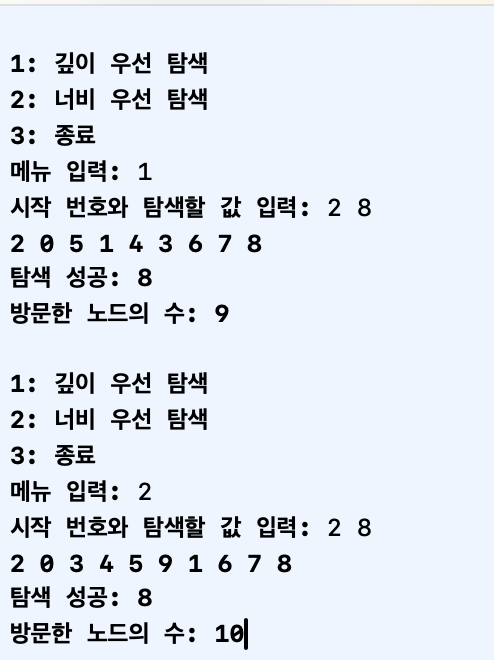 1: 깊이 우선 탐색
2: 너비 우선 탐색
3: 종료
메뉴 입력: 1
시작 번호와 탐색할 값 입력: 2 8
2 0 5 1 4 3 6 7 8
탐색 성공: 8
방문한 노드의 수: 9
1: 깊이 우선 탐색
2: 너비 우선 탐색
3: 종료
메뉴 입력: 2
시작 번호와 탐색할 값 입력: 2 8
2 0 3 4 5 9 1 6 7 8
탐색 성공: 8
방문한 노드의 수: 10